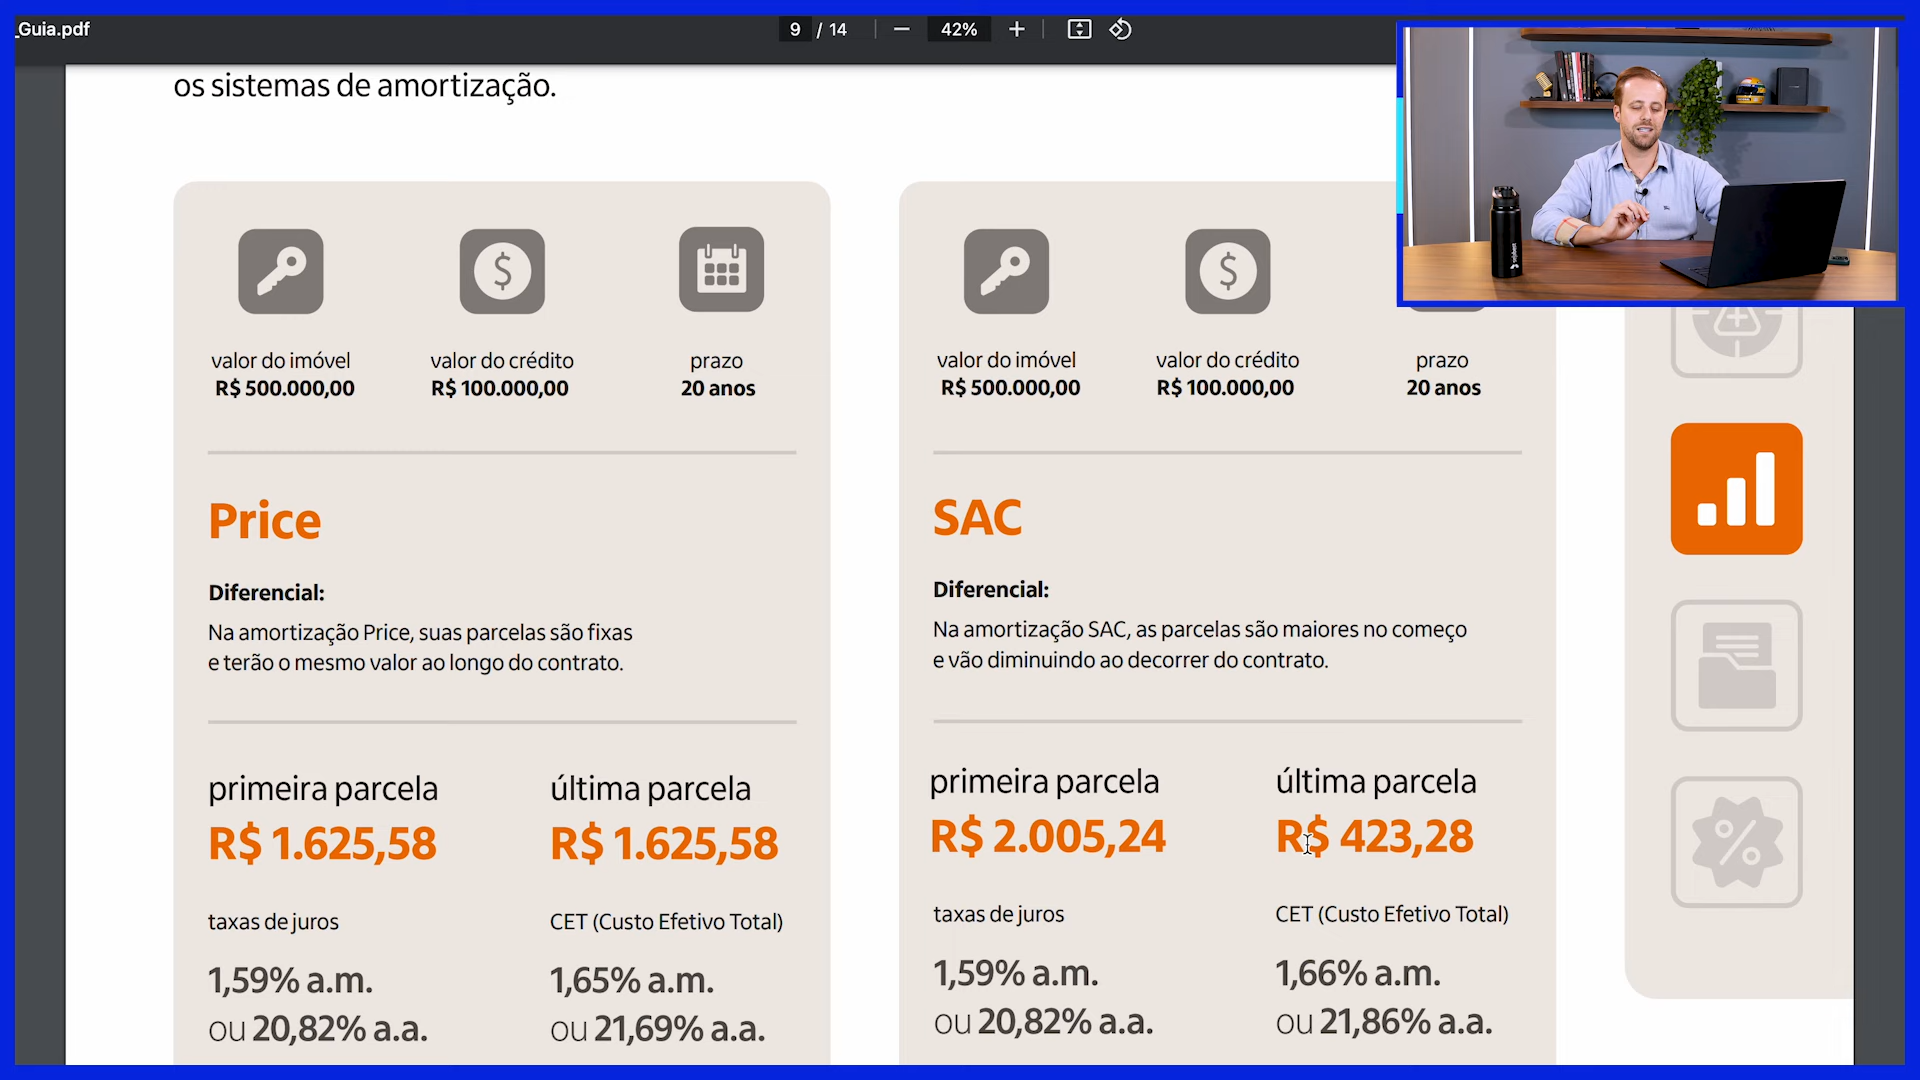 _Guia.pdf
9 / 14
42%
os sistemas de amortização.
valor do imóvel
R$ 500.000,00
valor do crédito
R$ 100.000,00
prazo
20 anos
Price
Diferencial:
Na amortização Price, suas parcelas são fixas
e terão o mesmo valor ao longo do contrato.
primeira parcela
R$ 1.625,58
última parcela
R$ 1.625,58
taxas de juros
1,59% a.m.
ou 20,82% a.a.
CET (Custo Efetivo Total)
1,65% a.m.
ou 21,69% a.a.
valor do imóvel
R$ 500.000,00
valor do crédito
R$ 100.000,00
prazo
20 anos
SAC
Diferencial:
Na amortização SAC, as parcelas são maiores no começo
e vão diminuindo ao decorrer do contrato.
primeira parcela
R$ 2.005,24
última parcela
R$ 423,28
taxas de juros
1,59% a.m.
ou 20,82% a.a.
CET (Custo Efetivo Total)
1,66% a.m.
ou 21,86% a.a.